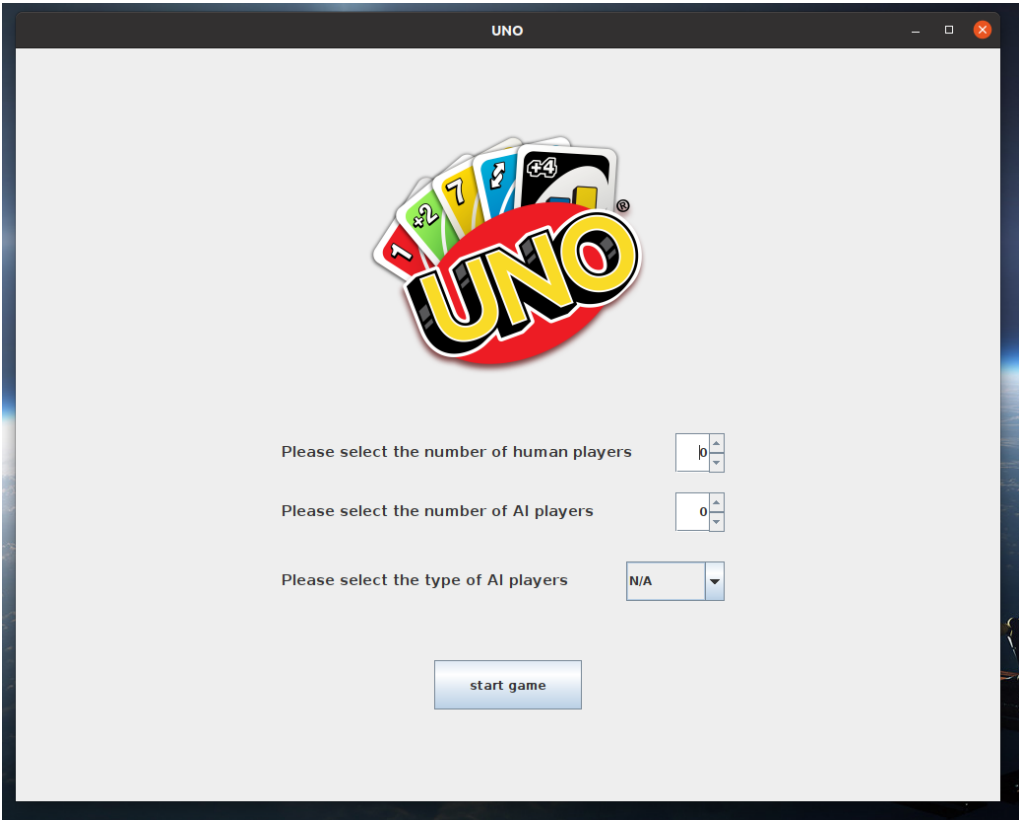 UNO
1
+2
7
+4
®
UNO
Please select the number of human players 0
Please select the number of AI players 0
Please select the type of AI players N/A
start game